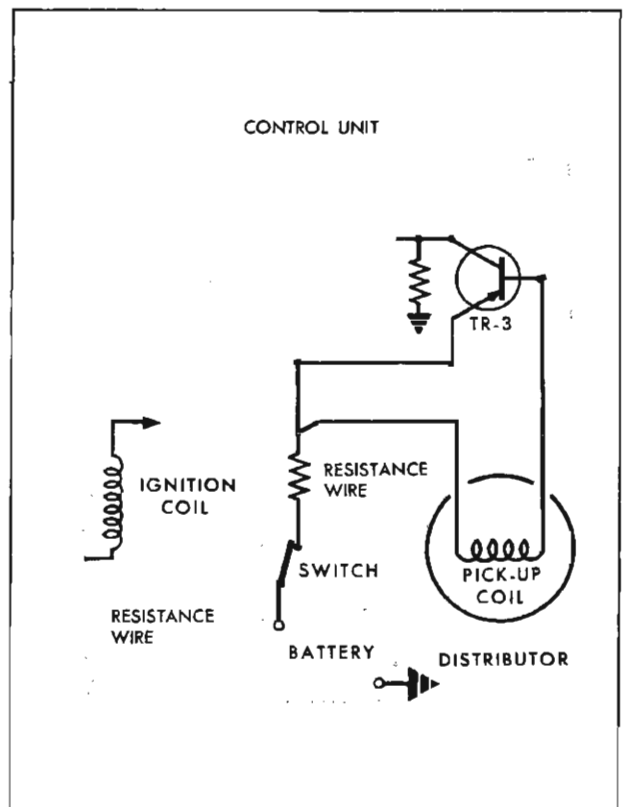 CONTROL UNIT
TR-3
RESISTANCE
WIRE
IGNITION
COIL
SWITCH
PICK-UP
COIL
RESISTANCE
WIRE
BATTERY
DISTRIBUTOR